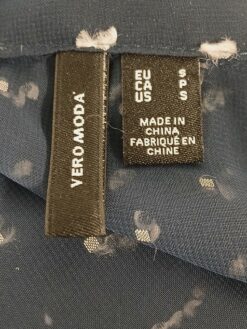 VERO MODA
EU S
CA P
US S
MADE IN
CHINA
FABRIQUÉ EN
CHINE